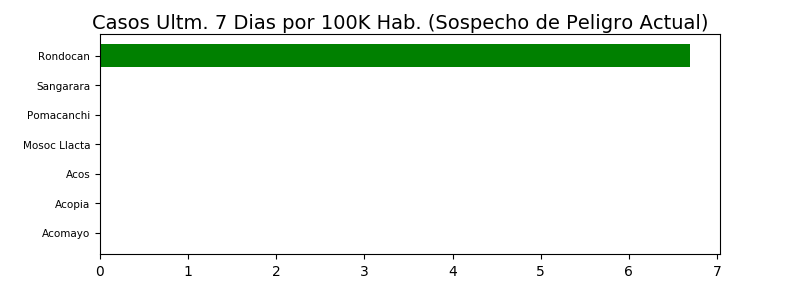 Casos Ultm. 7 Dias por 100K Hab. (Sospecho de Peligro Actual)
Rondocan
Sangarara
Pomacanchi
Mosoc Llacta
Acos
Acopia
Acomayo
0 1 2 3 4 5 6 7